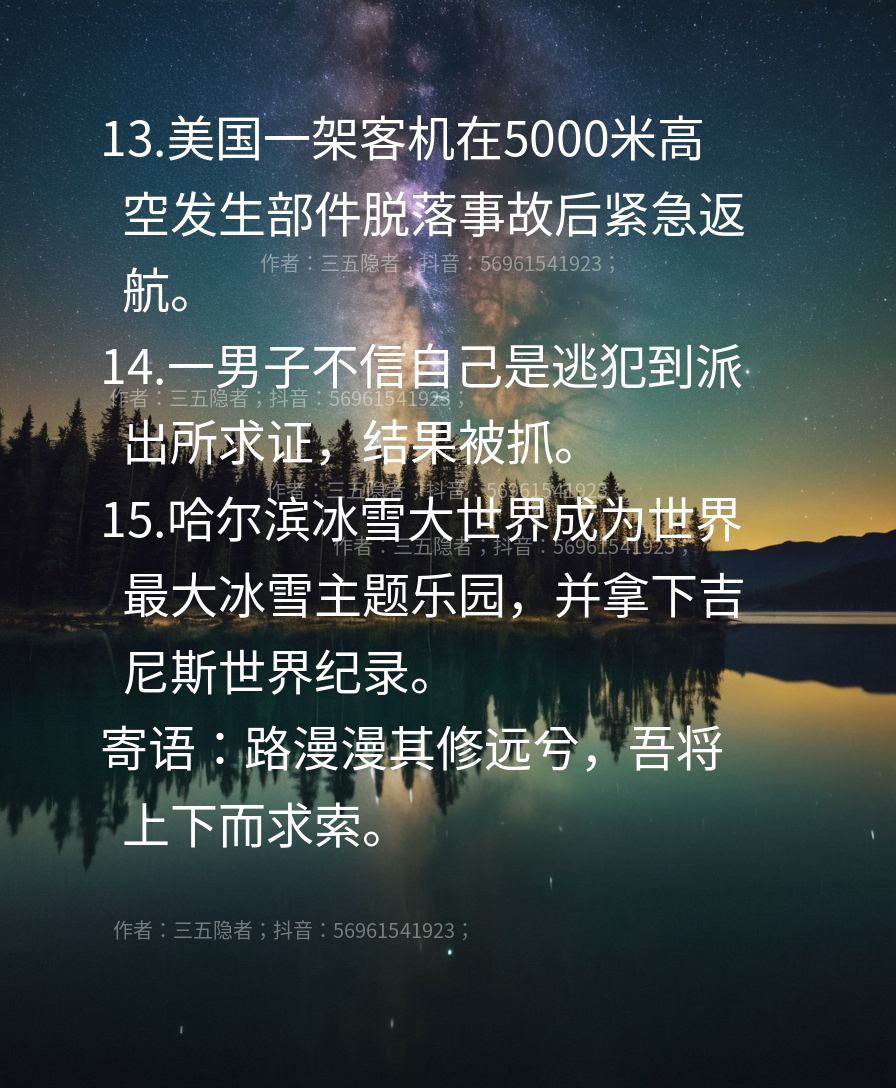 13.美国一架客机在5000米高
空发生部件脱落事故后紧急返
作者：三五隐者；抖音：56961541923；
航。
14.一男子不信自己是逃犯到派
作者：三五隐者；抖音：56961541923；
出所求证，结果被抓。
作者：三五隐者；抖音：56961541923；
15.哈尔滨冰雪大世界成为世界
作者：三五隐者；抖音：56961541923；
最大冰雪主题乐园，并拿下吉
尼斯世界纪录。
寄语：路漫漫其修远兮，吾将
上下而求索。
作者：三五隐者；抖音：56961541923；